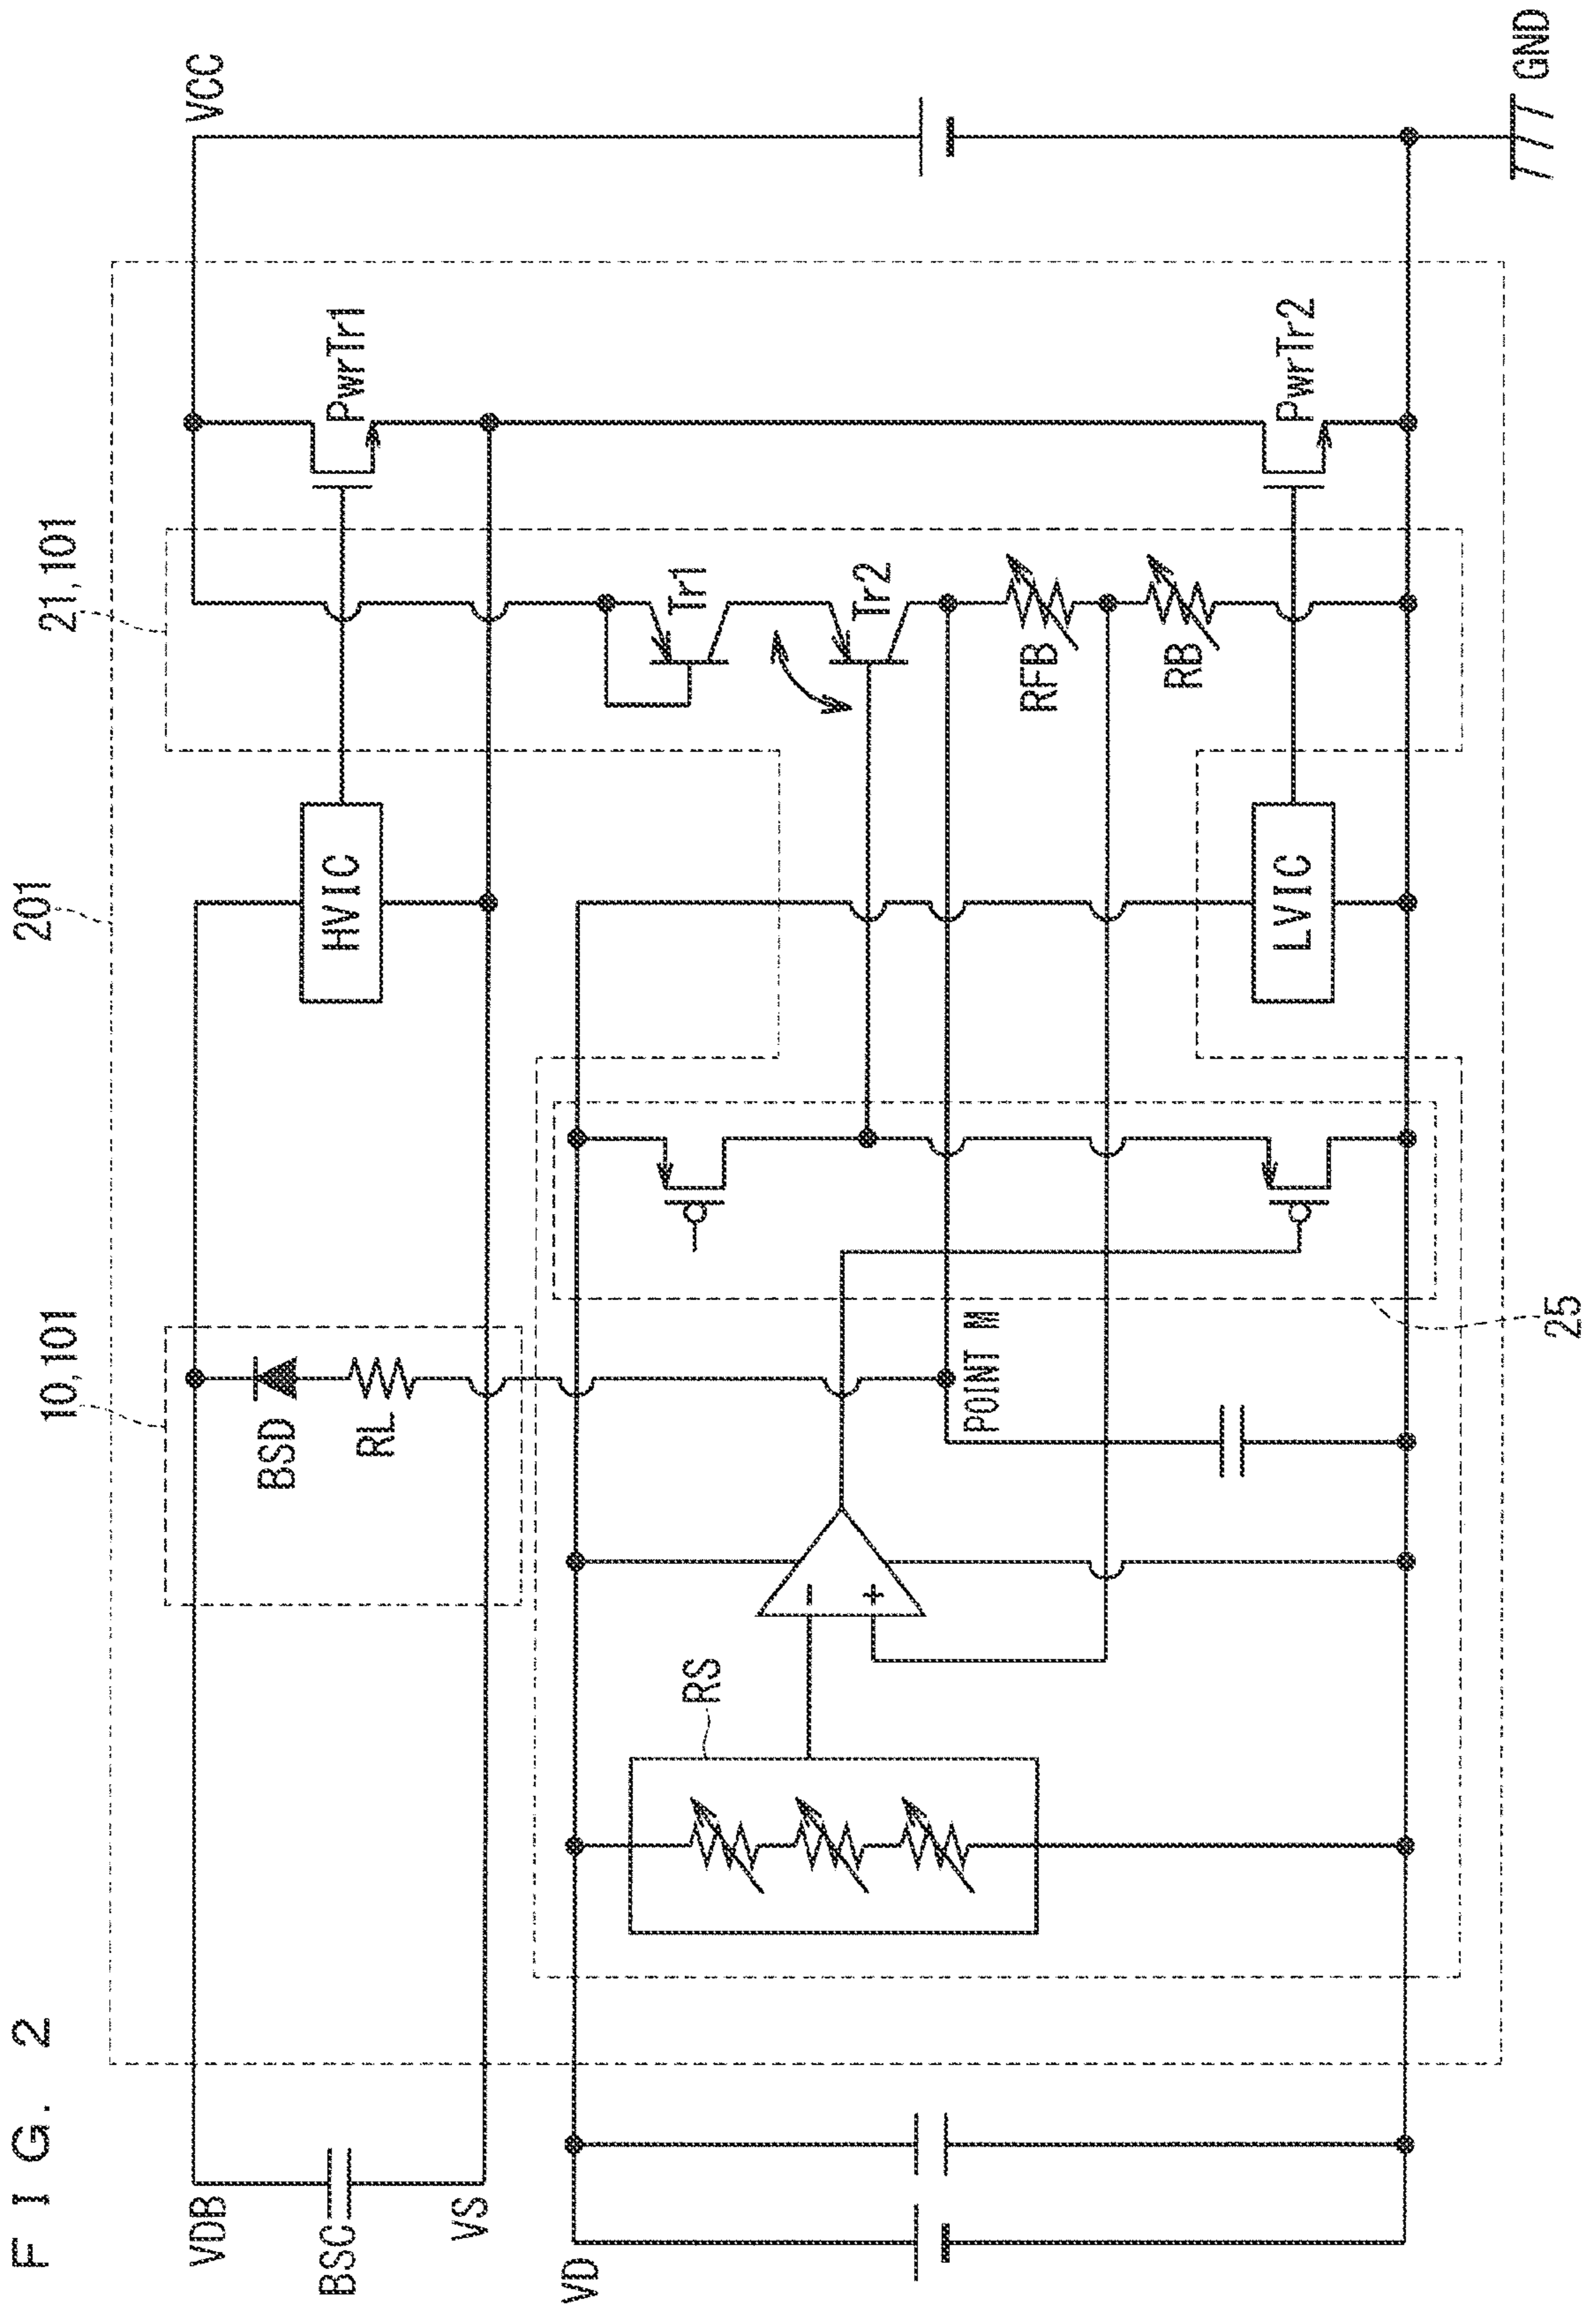 FIG. 2
201
10,101
21,101
VDB
BSC
VS
VD
BSD
RL
HVIC
PwrTr1
VCC
RS
−
+
POINT M
Tr1
Tr2
RFB
RB
LVIC
PwrTr2
25
GND